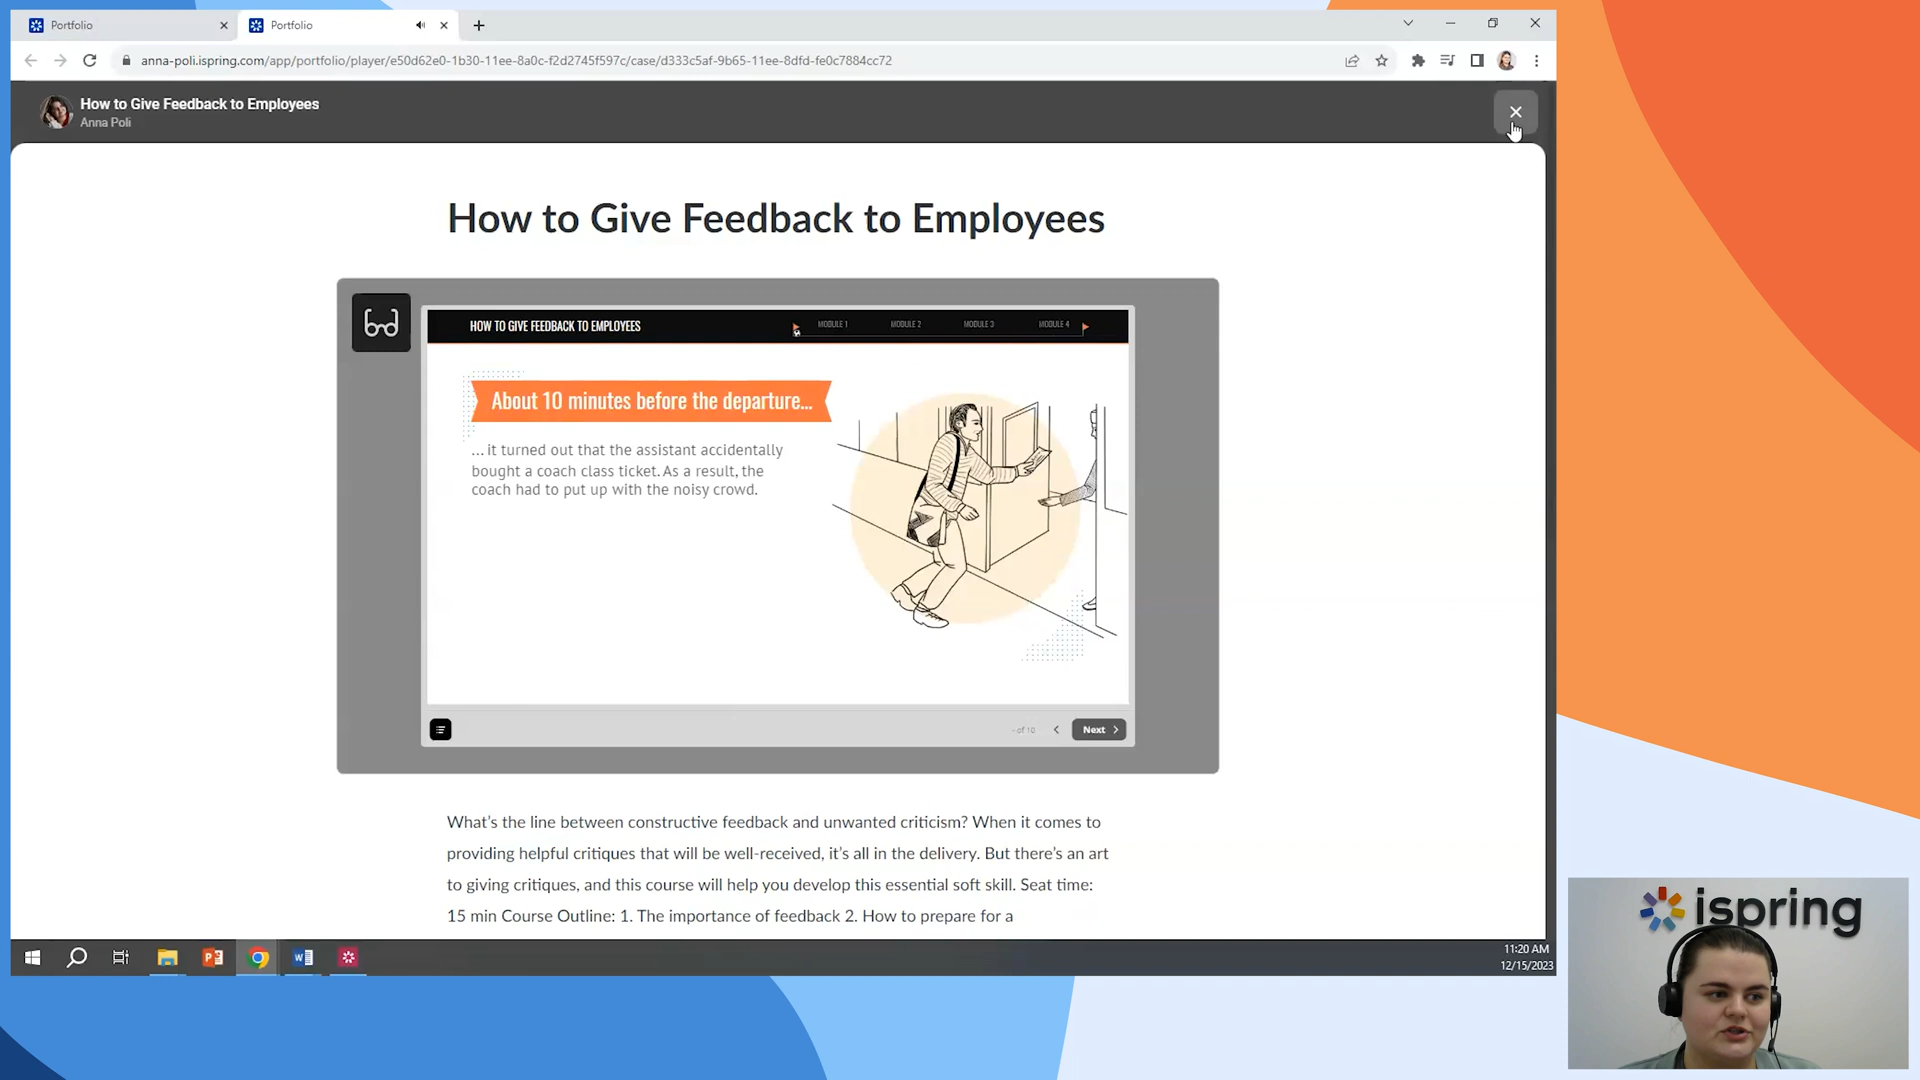 Portfolio
Portfolio
anna-poli.ispring.com/app/portfolio/player/e50d62e0-1b30-11ee-8a0c-f2d2745f597c/case/d333c5af-9b65-11ee-8dfd-fe0c7884cc72
How to Give Feedback to Employees
Anna Poli
How to Give Feedback to Employees
HOW TO GIVE FEEDBACK TO EMPLOYEES
MODULE 1
MODULE 2
MODULE 3
MODULE 4
About 10 minutes before the departure...
... it turned out that the assistant accidentally
bought a coach class ticket. As a result, the
coach had to put up with the noisy crowd.
- of 10
Next
What's the line between constructive feedback and unwanted criticism? When it comes to
providing helpful critiques that will be well-received, it's all in the delivery. But there's an art
to giving critiques, and this course will help you develop this essential soft skill. Seat time:
15 min Course Outline: 1. The importance of feedback 2. How to prepare for a
11:20 AM
12/15/2023
ispring